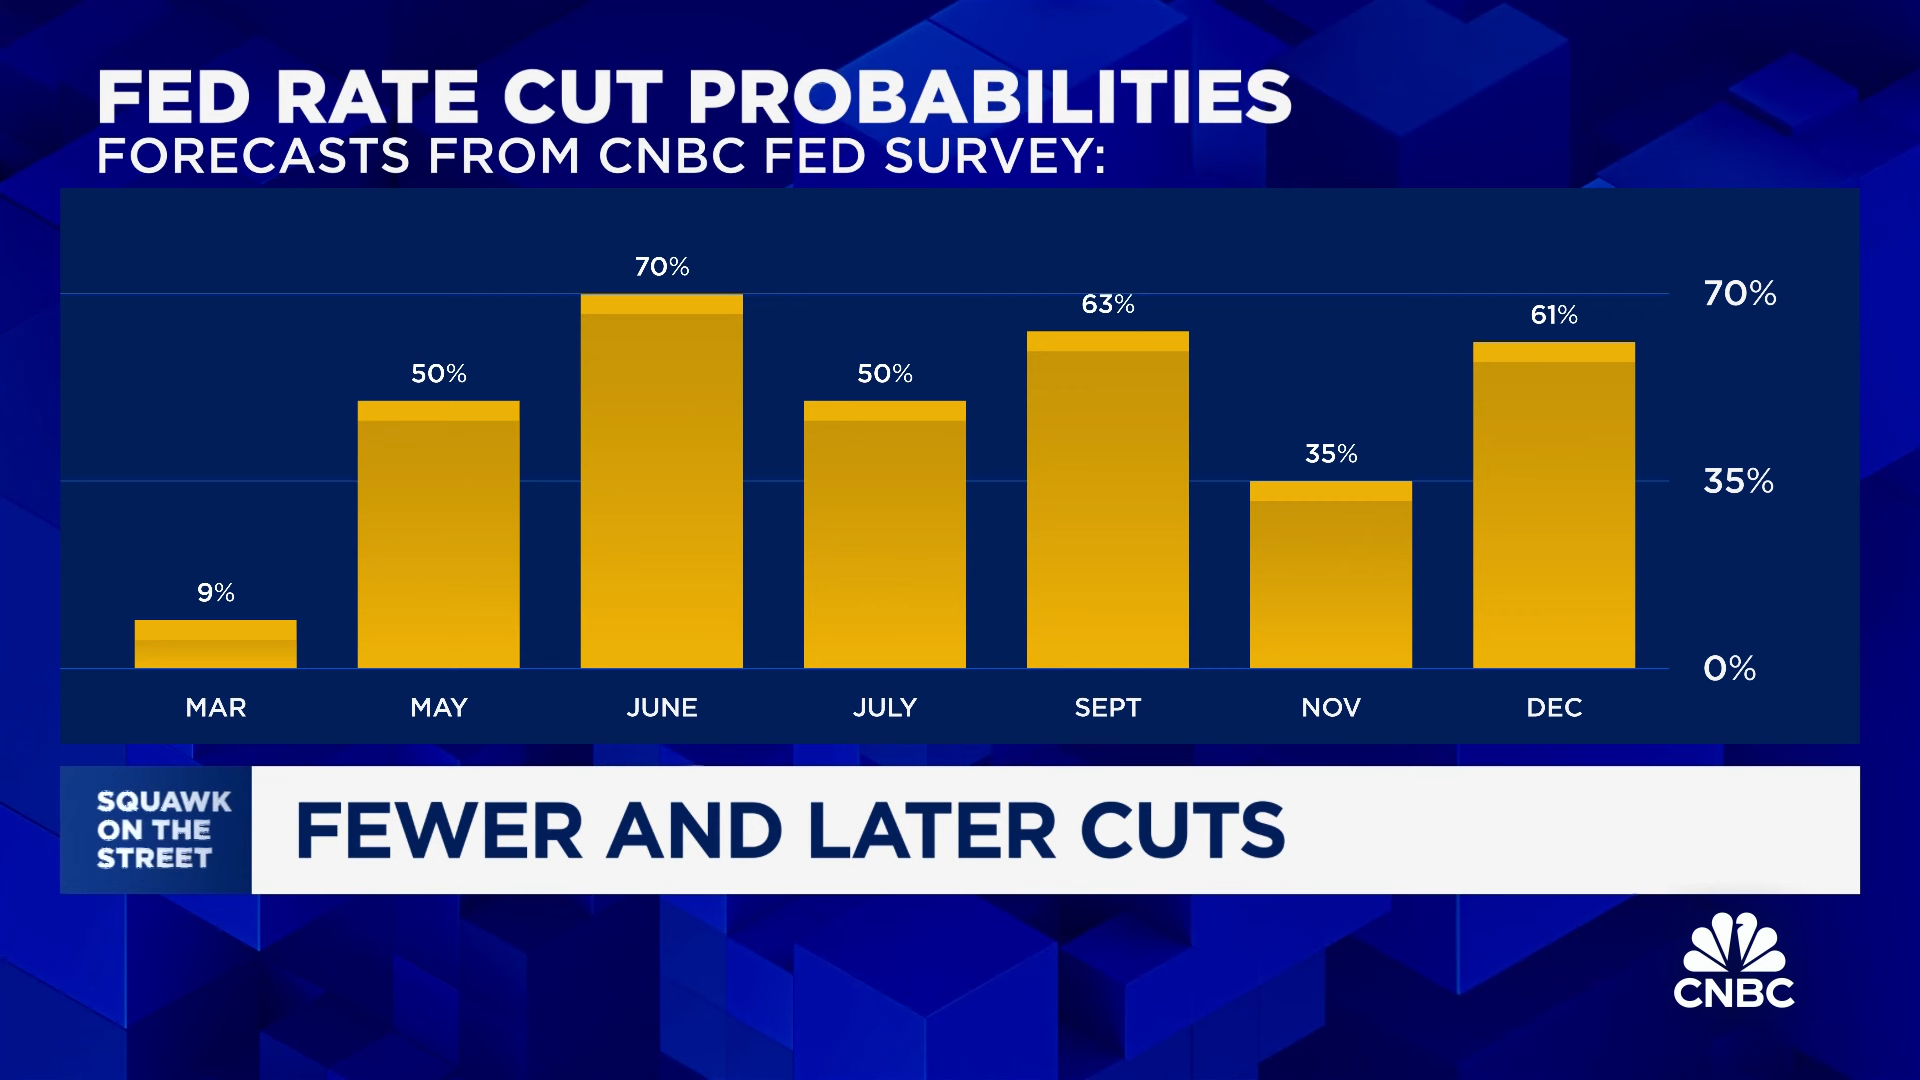 FED RATE CUT PROBABILITIES
FORECASTS FROM CNBC FED SURVEY:
70%
63%
61%
50%
50%
35%
9%
70%
35%
0%
MAR MAY JUNE JULY SEPT NOV DEC
SQUAWK
ON THE
STREET
FEWER AND LATER CUTS
CNBC